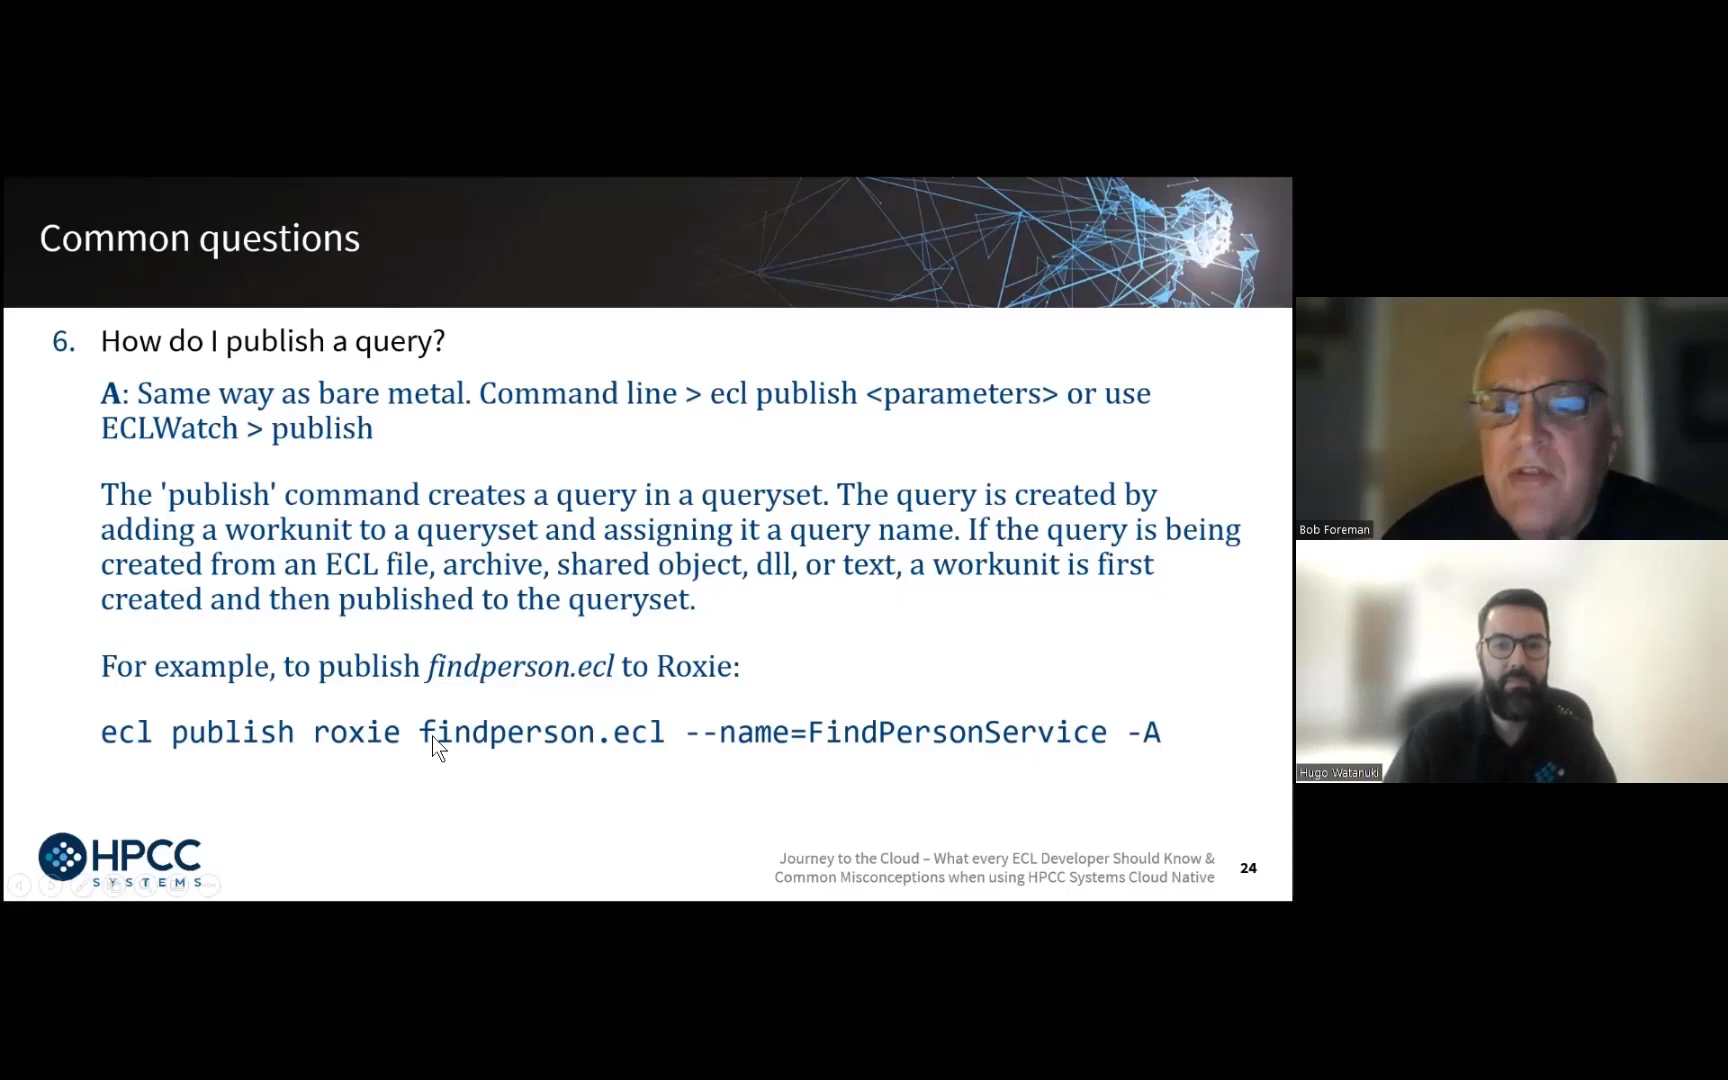 Common questions
6. How do I publish a query?
A: Same way as bare metal. Command line > ecl publish <parameters> or use
ECLWatch > publish
The 'publish' command creates a query in a queryset. The query is created by
adding a workunit to a queryset and assigning it a query name. If the query is being
created from an ECL file, archive, shared object, dll, or text, a workunit is first
created and then published to the queryset.
For example, to publish findperson.ecl to Roxie:
ecl publish roxie findperson.ecl --name=FindPersonService -A
HPCC
SYSTEMS
Journey to the Cloud – What every ECL Developer Should Know &
Common Misconceptions when using HPCC Systems Cloud Native
24
Bob Foreman
Hugo Watanuki